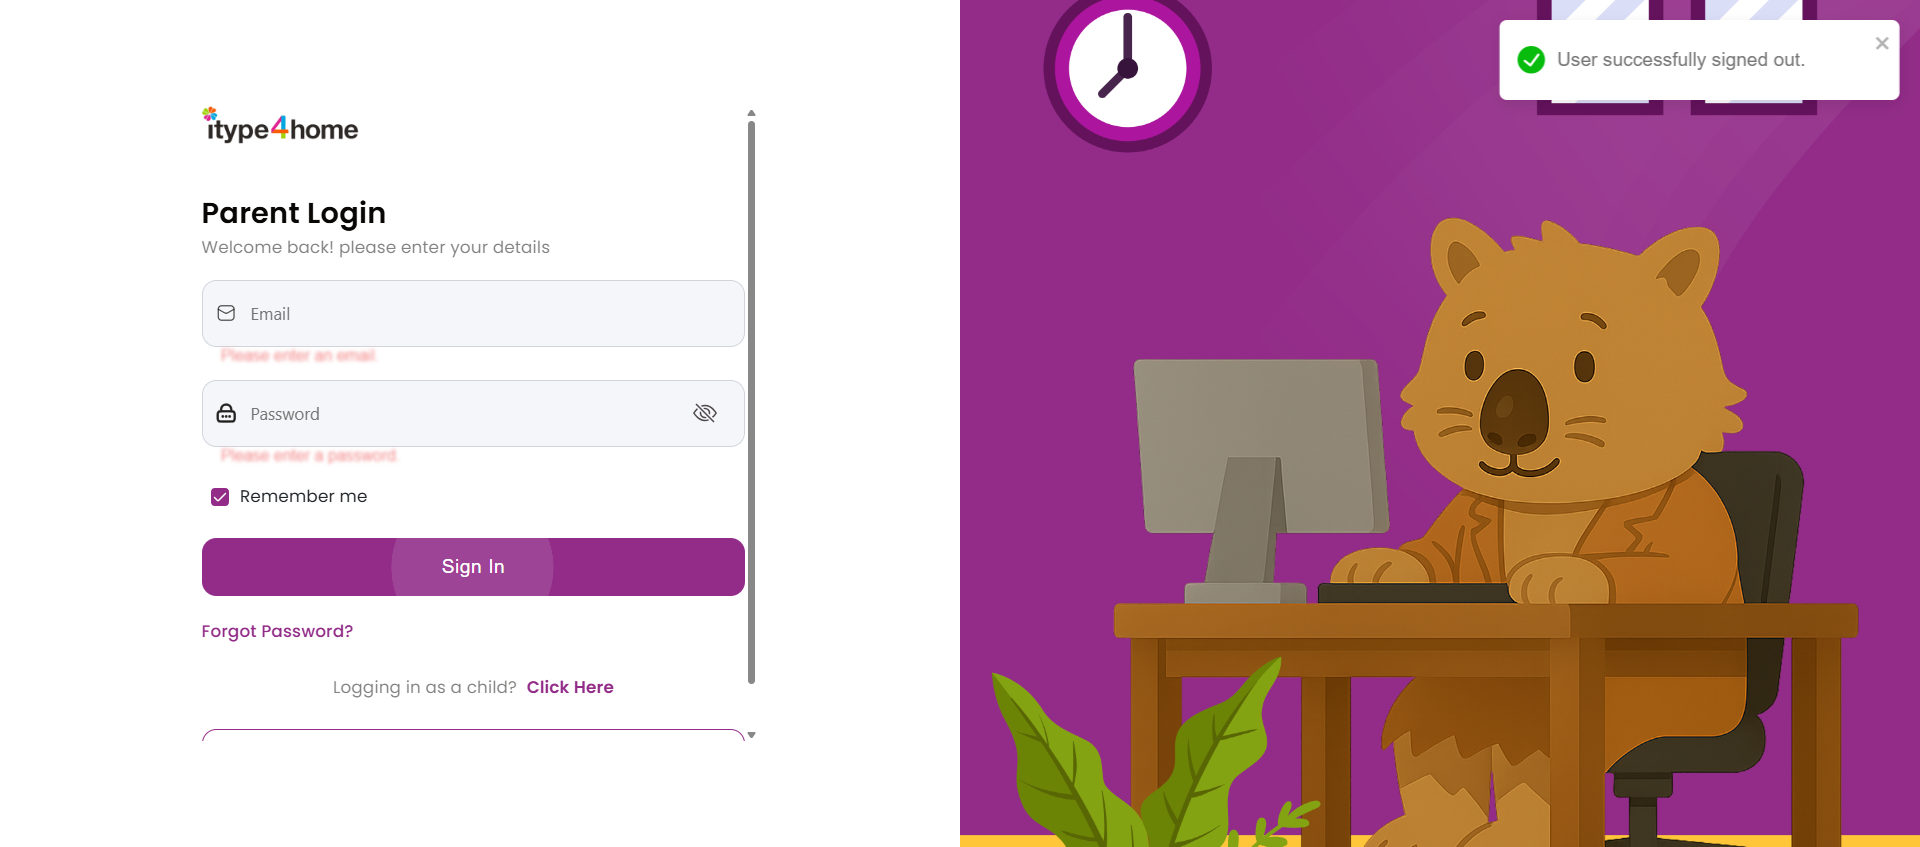 itype4home
Parent Login
Welcome back! please enter your details
Email
Please enter an email.
Password
Please enter a password.
Remember me
Sign In
Forgot Password?
Logging in as a child? Click Here
User successfully signed out.